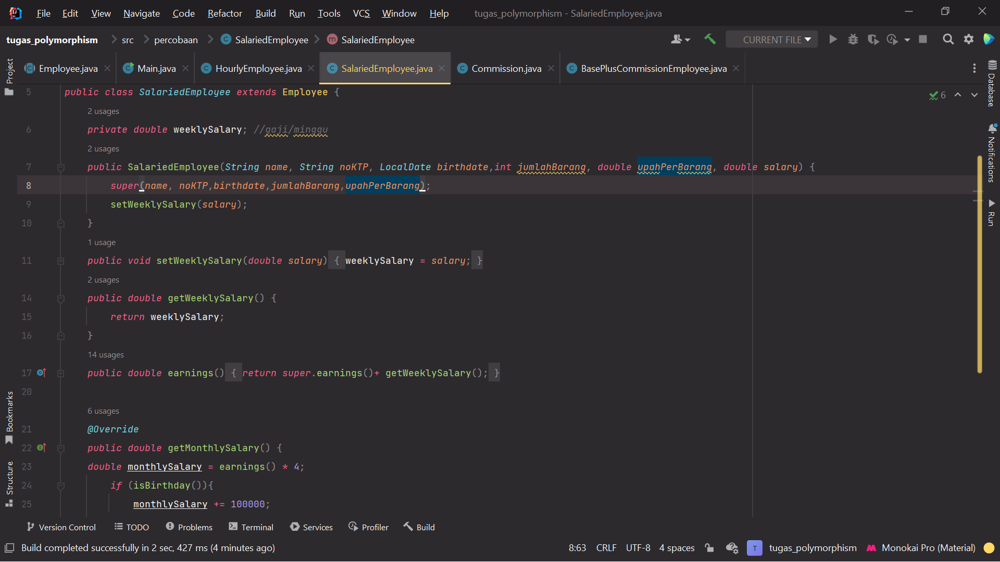 File Edit View Navigate Code Refactor Build Run Tools VCS Window Help tugas_polymorphism - SalariedEmployee.java
tugas_polymorphism src percobaan C SalariedEmployee m SalariedEmployee CURRENT FILE
Employee.java Main.java HourlyEmployee.java SalariedEmployee.java Commission.java BasePlusCommissionEmployee.java
Project
Bookmarks
Structure
Database
Notifications
Run
6
5 public class SalariedEmployee extends Employee {
2 usages
6 private double weeklySalary; //gaji/minggu
2 usages
7 public SalariedEmployee(String name, String noKTP, LocalDate birthdate,int jumlahBarang, double upahPerBarang, double salary) {
8 super(name, noKTP,birthdate,jumlahBarang,upahPerBarang);
9 setWeeklySalary(salary);
10 }
1 usage
11 public void setWeeklySalary(double salary) { weeklySalary = salary; }
2 usages
14 public double getWeeklySalary() {
15 return weeklySalary;
16 }
14 usages
17 public double earnings() { return super.earnings()+ getWeeklySalary(); }
20
6 usages
21 @Override
22 public double getMonthlySalary() {
23 double monthlySalary = earnings() * 4;
24 if (isBirthday()){
25 monthlySalary += 100000;
Version Control TODO Problems Terminal Services Profiler Build
Build completed successfully in 2 sec, 427 ms (4 minutes ago) 8:63 CRLF UTF-8 4 spaces T tugas_polymorphism Monokai Pro (Material)